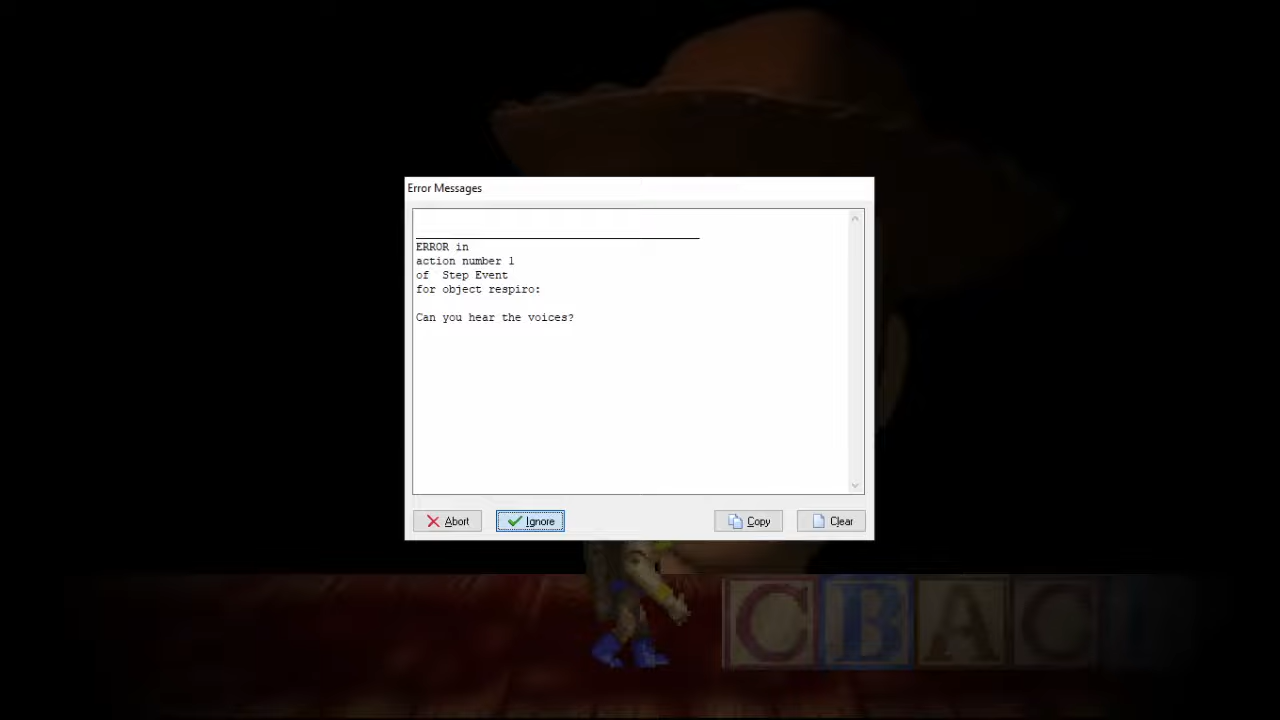 Error Messages
ERROR in
action number 1
of  Step Event
for object respiro:
Can you hear the voices?
Abort
Ignore
Copy
Clear
C B A C